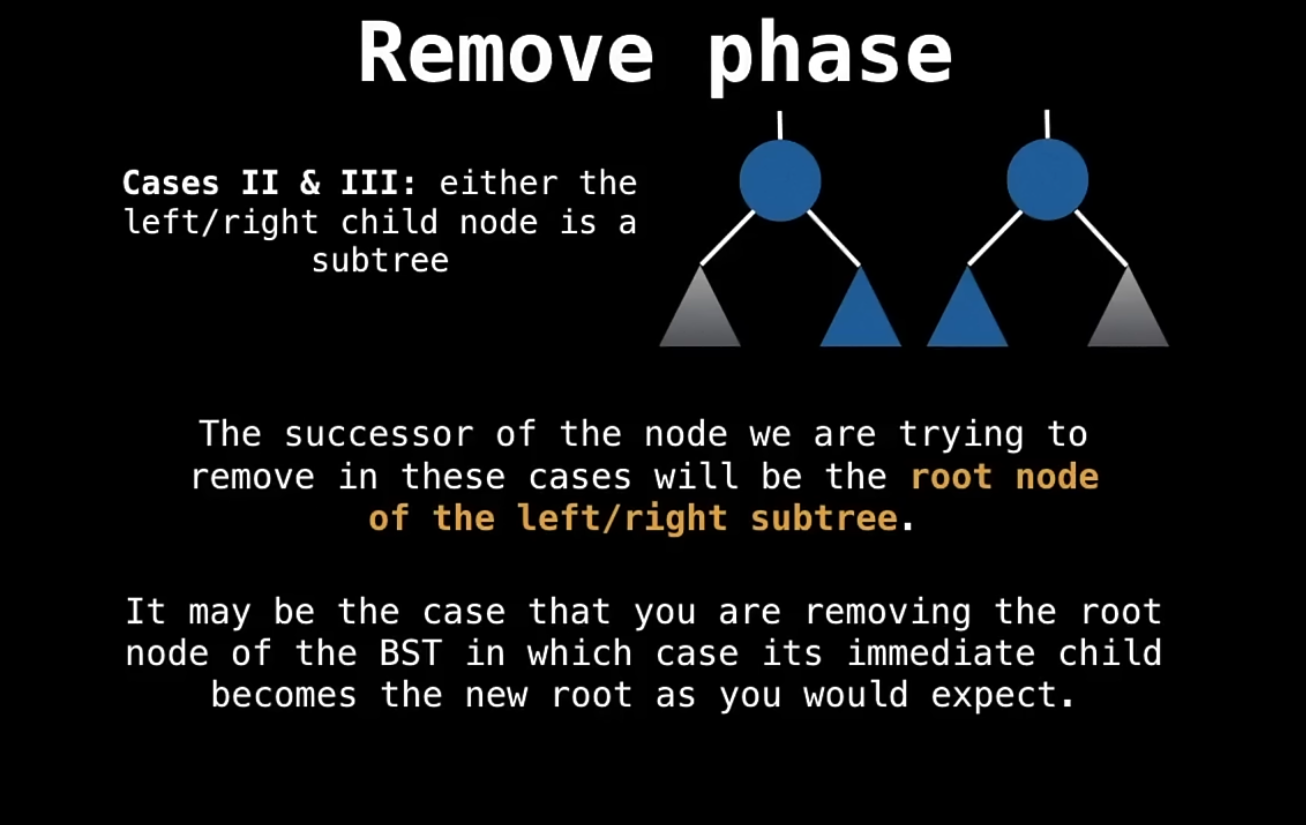 Remove phase
Cases II & III: either the
left/right child node is a
subtree
The successor of the node we are trying to
remove in these cases will be the root node
of the left/right subtree.
It may be the case that you are removing the root
node of the BST in which case its immediate child
becomes the new root as you would expect.